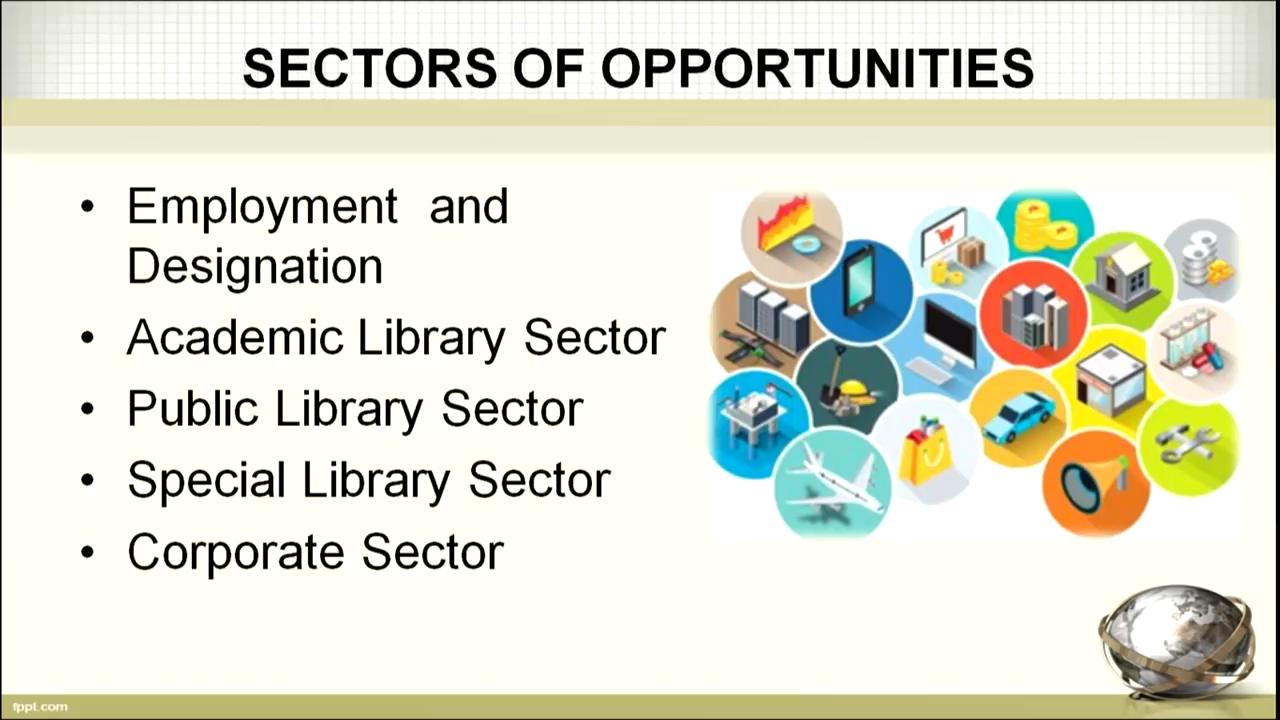 SECTORS OF OPPORTUNITIES
• Employment and
Designation
• Academic Library Sector
• Public Library Sector
• Special Library Sector
• Corporate Sector
fppt.com